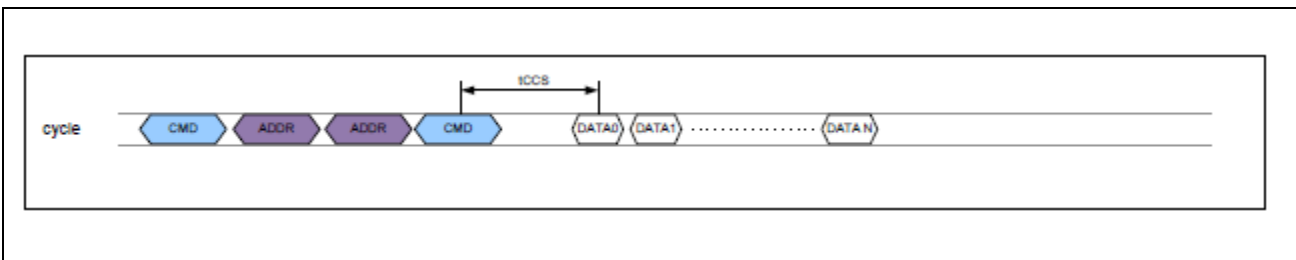 tCCS
cycle CMD ADDR ADDR CMD DATA0 DATA1 ................. DATA N